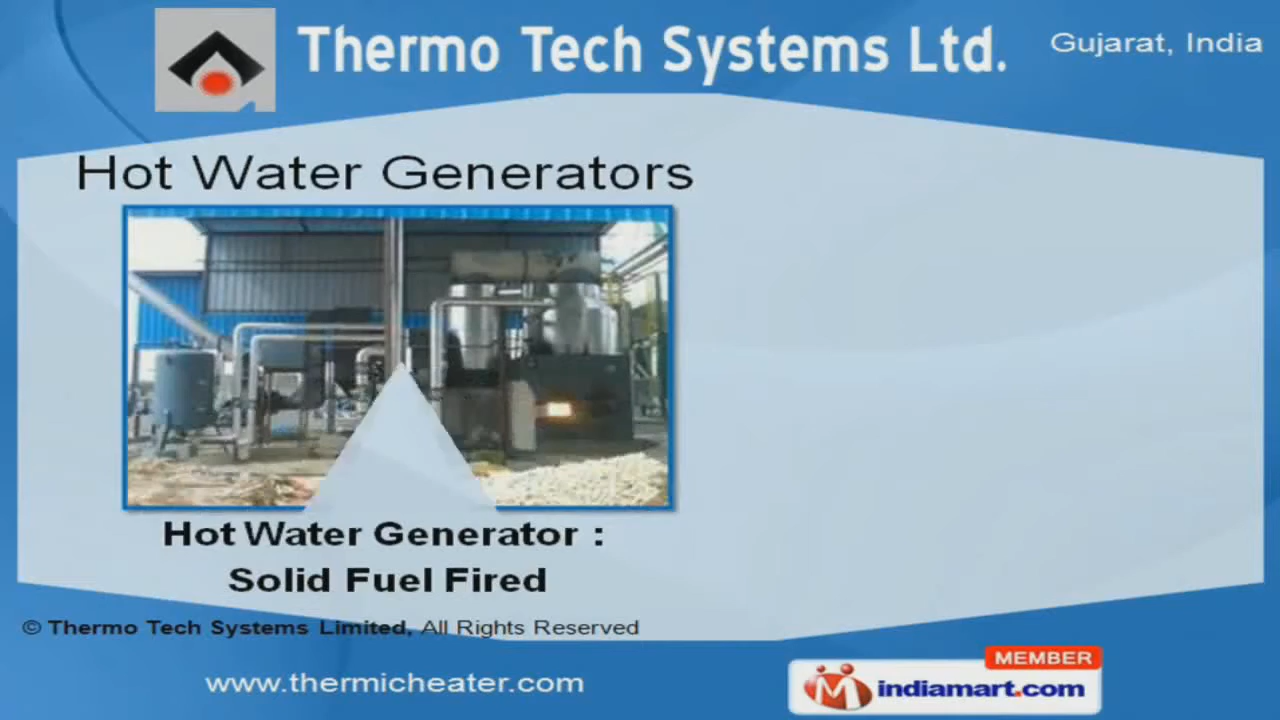 Thermo Tech Systems Ltd.
Gujarat, India
Hot Water Generators
Hot Water Generator :
Solid Fuel Fired
© Thermo Tech Systems Limited, All Rights Reserved
www.thermicheater.com
MEMBER
indiamart.com